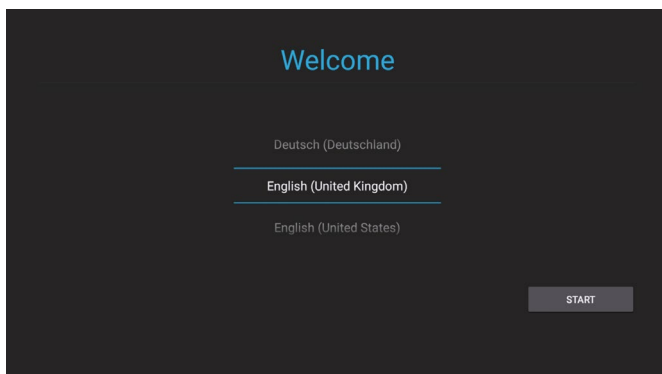 Welcome
Deutsch (Deutschland)
English (United Kingdom)
English (United States)
START